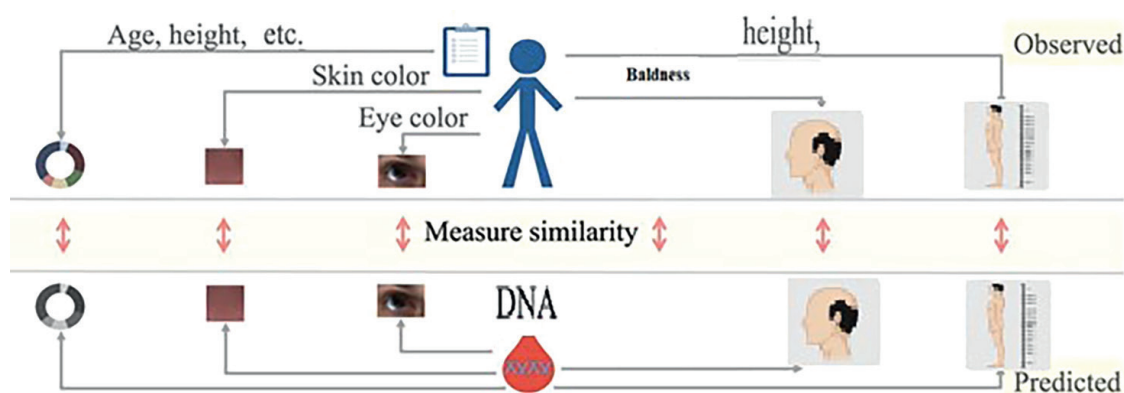 Age, height, etc.
height,
Observed
Skin color
Baldness
Eye color
Measure similarity
DNA
Predicted